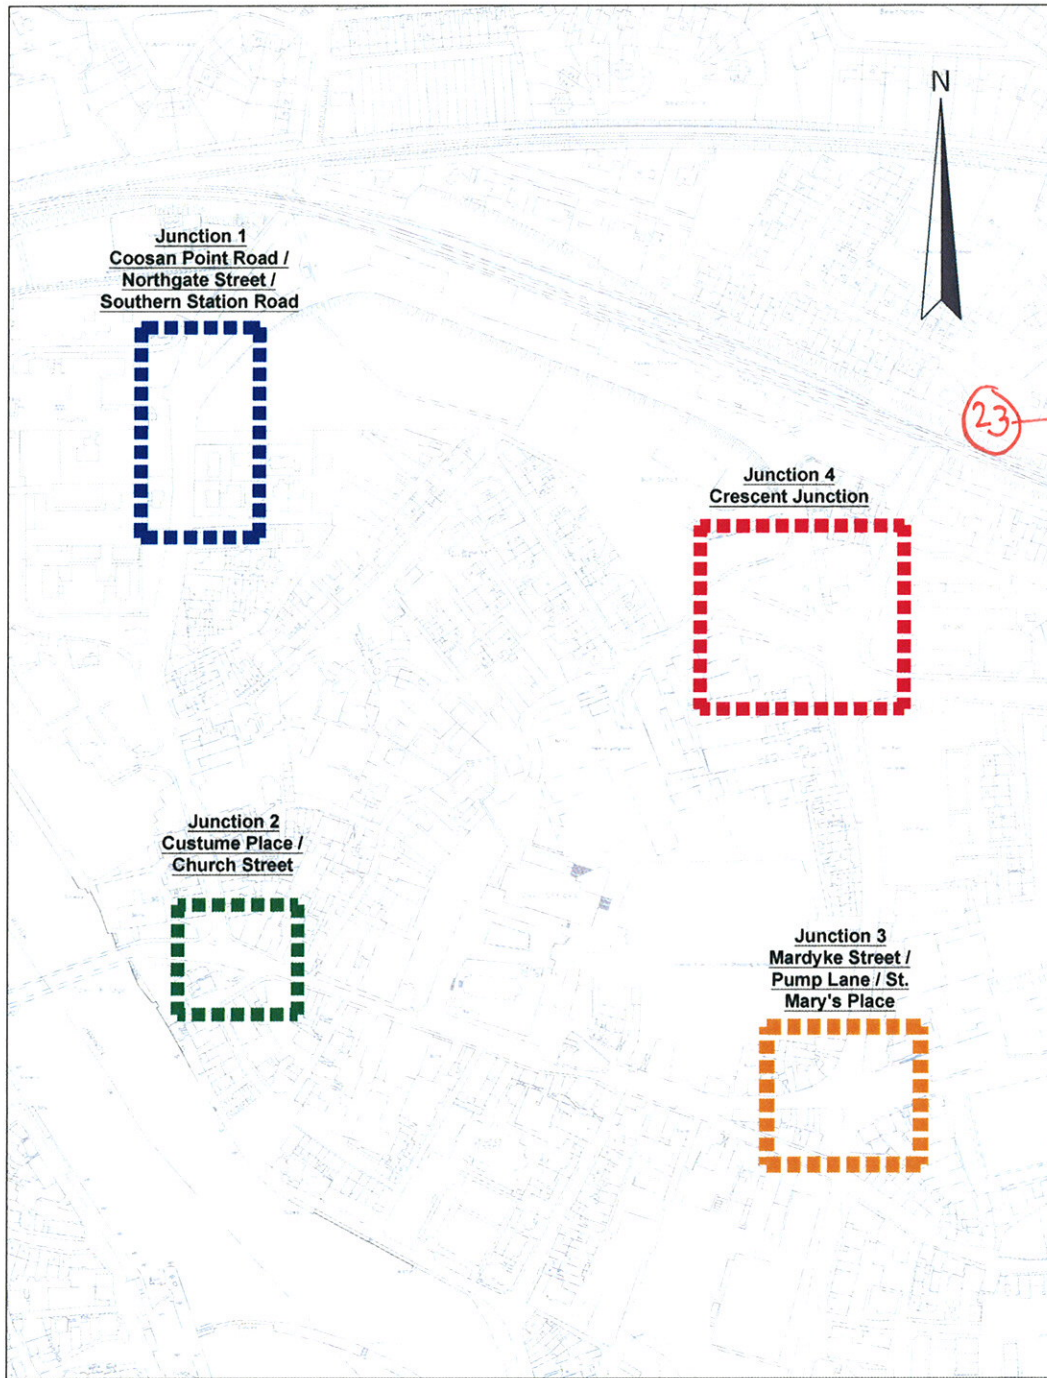 N
Junction 1
Coosan Point Road /
Northgate Street /
Southern Station Road
23
Junction 4
Crescent Junction
Junction 2
Custume Place /
Church Street
Junction 3
Mardyke Street /
Pump Lane / St.
Mary's Place